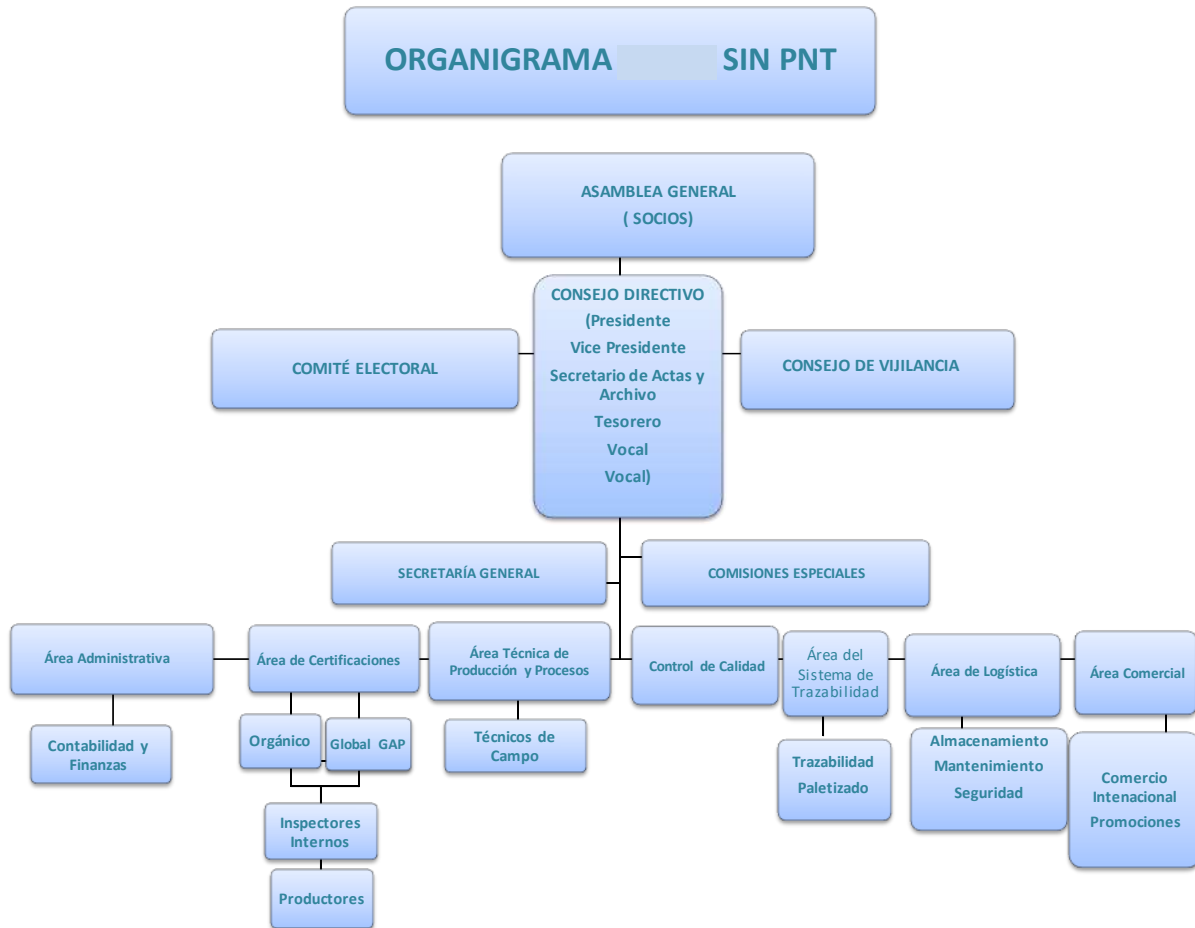 ORGANIGRAMA SIN PNT
ASAMBLEA GENERAL
( SOCIOS)
CONSEJO DIRECTIVO
(Presidente
Vice Presidente
Secretario de Actas y
Archivo
Tesorero
Vocal
Vocal)
COMITÉ ELECTORAL
CONSEJO DE VIJILANCIA
SECRETARÍA GENERAL
COMISIONES ESPECIALES
Área Administrativa
Área de Certificaciones
Área Técnica de
Producción y Procesos
Control de Calidad
Área del
Sistema de
Trazabilidad
Área de Logística
Área Comercial
Contabilidad y
Finanzas
Orgánico
Global GAP
Técnicos de
Campo
Trazabilidad
Paletizado
Almacenamiento
Mantenimiento
Seguridad
Comercio
Intenacional
Promociones
Inspectores
Internos
Productores